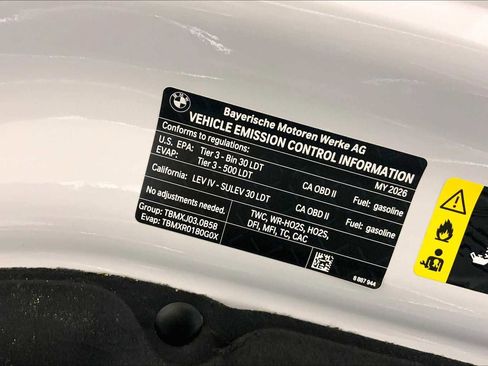 BMW
Bayerische Motoren Werke AG
VEHICLE EMISSION CONTROL INFORMATION
Conforms to regulations: MY 2026
U.S. EPA: Tier 3 - Bin 30 LDT CA OBD II Fuel: gasoline
EVAP: Tier 3 - 500 LDT
California: LEV IV - SULEV 30 LDT CA OBD II Fuel: gasoline
No adjustments needed.
Group: TBMXJ03.0B58 TWC, WR-HO2S, HO2S,
Evap: TBMXR0180G0X DFI, MFI, TC, CAC
8 887 944